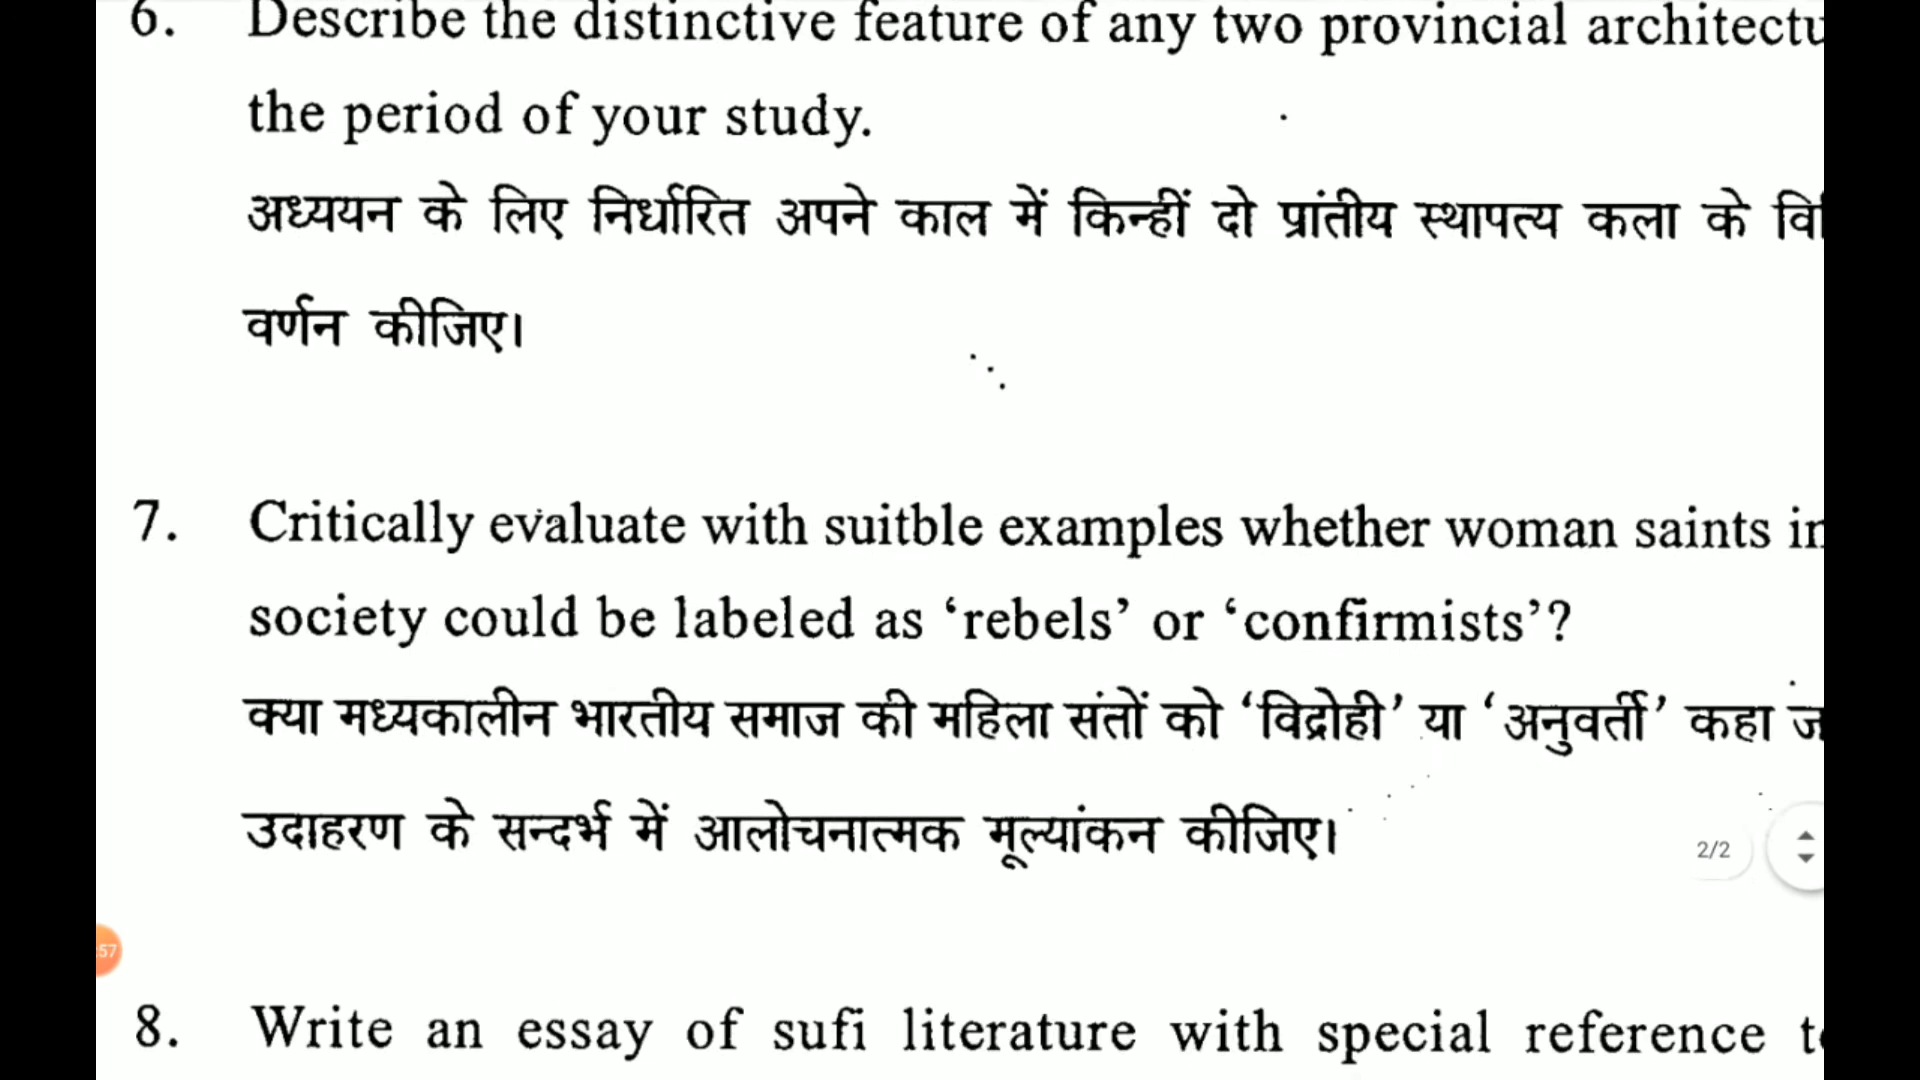 6. Describe the distinctive feature of any two provincial architectu
the period of your study.
अध्ययन के लिए निर्धारित अपने काल में किन्हीं दो प्रांतीय स्थापत्य कला के वि
वर्णन कीजिए।
7. Critically evaluate with suitble examples whether woman saints in
society could be labeled as ‘rebels’ or ‘confirmists’?
क्या मध्यकालीन भारतीय समाज की महिला संतों को ‘विद्रोही’ या ‘अनुवर्ती’ कहा ज
उदाहरण के सन्दर्भ में आलोचनात्मक मूल्यांकन कीजिए।
2/2
:57
8. Write an essay of sufi literature with special reference to